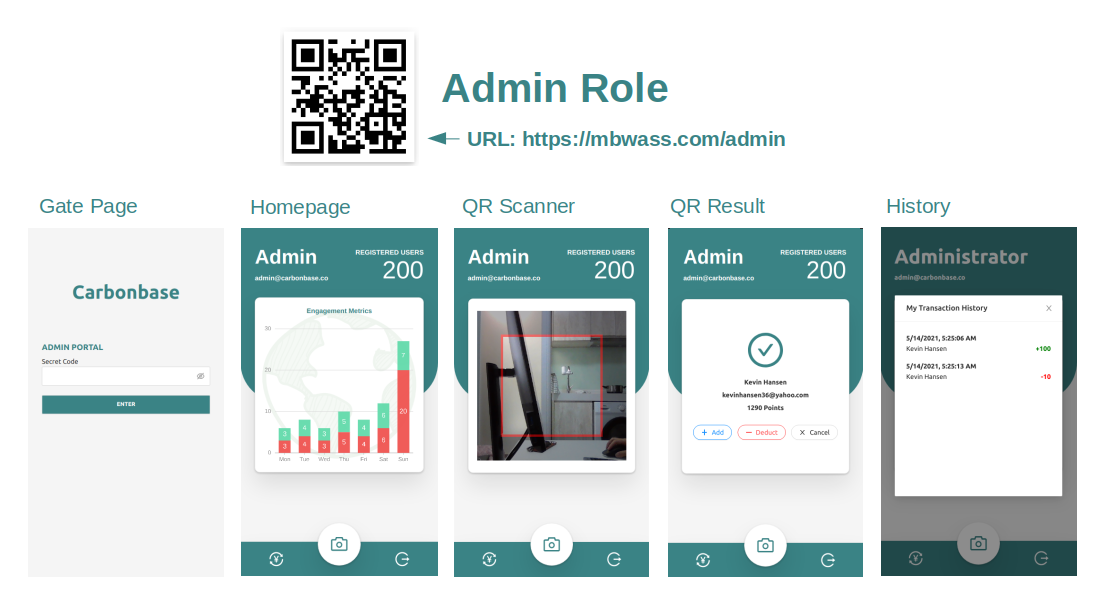 Admin Role
URL: https://mbwass.com/admin
Gate Page
Homepage
QR Scanner
QR Result
History
Carbonbase
ADMIN PORTAL
Secret Code
ENTER
Admin
REGISTERED USERS
200
admin@carbonbase.co
Engagement Metrics
30
20
10
0
3 4 3 5 4 6 7
3 4 3 5 4 6 20
Mon Tue Wed Thu Fri Sat Sun
Admin
REGISTERED USERS
200
admin@carbonbase.co
Admin
REGISTERED USERS
200
admin@carbonbase.co
Kevin Hansen
kevinhansen36@yahoo.com
1290 Points
+ Add
— Deduct
X Cancel
Administrator
admin@carbonbase.co
My Transaction History X
5/14/2021, 5:25:06 AM
Kevin Hansen +100
5/14/2021, 5:25:13 AM
Kevin Hansen -10